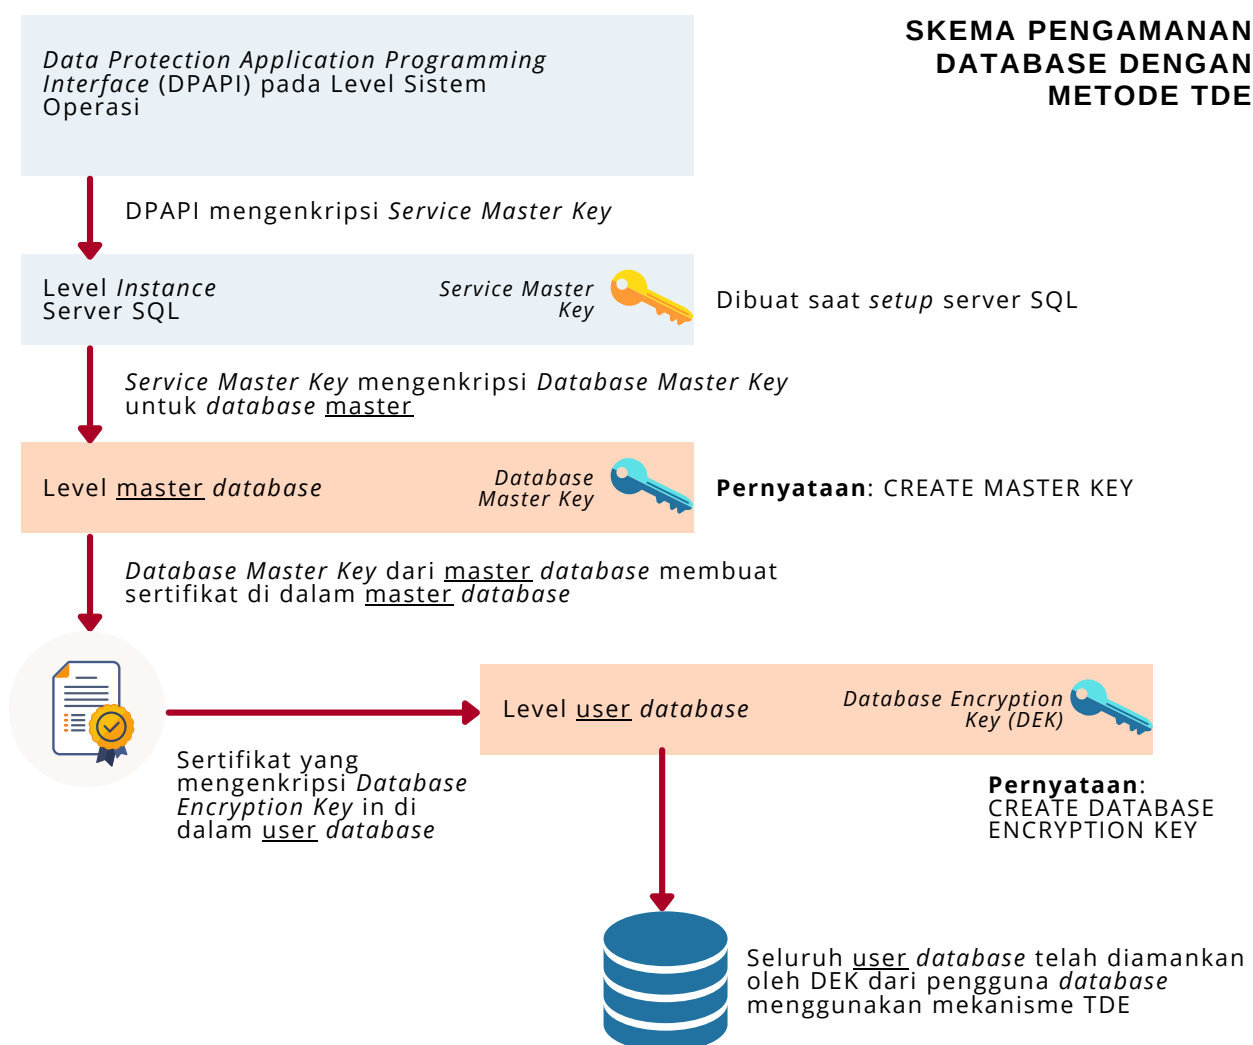 SKEMA PENGAMANAN
DATABASE DENGAN
METODE TDE
Data Protection Application Programming
Interface (DPAPI) pada Level Sistem
Operasi
DPAPI mengenkripsi Service Master Key
Level Instance
Server SQL
Service Master
Key
Dibuat saat setup server SQL
Service Master Key mengenkripsi Database Master Key
untuk database master
Level master database
Database
Master Key
Pernyataan: CREATE MASTER KEY
Database Master Key dari master database membuat
sertifikat di dalam master database
Level user database
Database Encryption
Key (DEK)
Sertifikat yang
mengenkripsi Database
Encryption Key in di
dalam user database
Pernyataan:
CREATE DATABASE
ENCRYPTION KEY
Seluruh user database telah diamankan
oleh DEK dari pengguna database
menggunakan mekanisme TDE